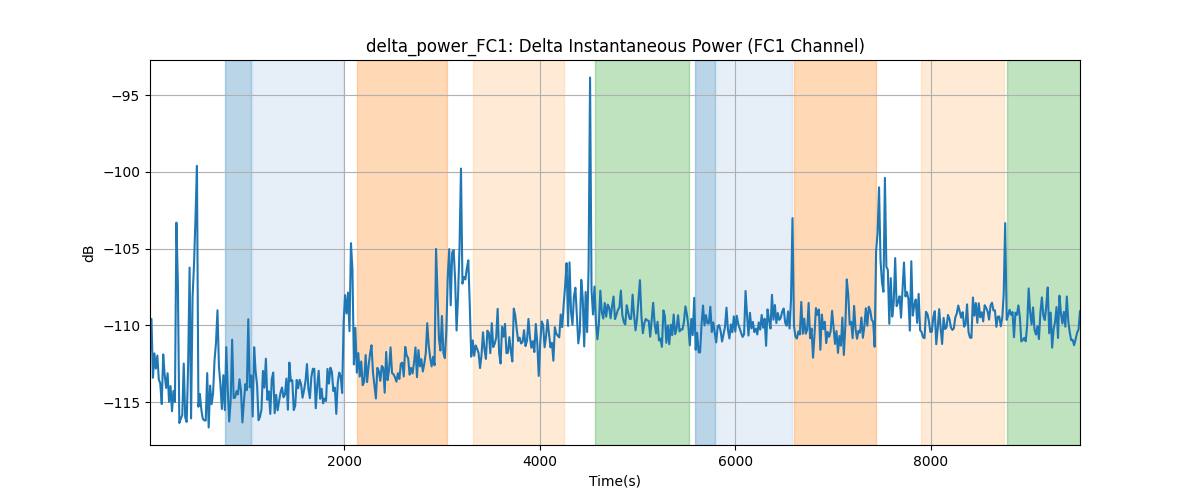 delta_power_FC1: Delta Instantaneous Power (FC1 Channel)
−95
−100
−105
−110
−115
dB
2000 4000 6000 8000
Time(s)